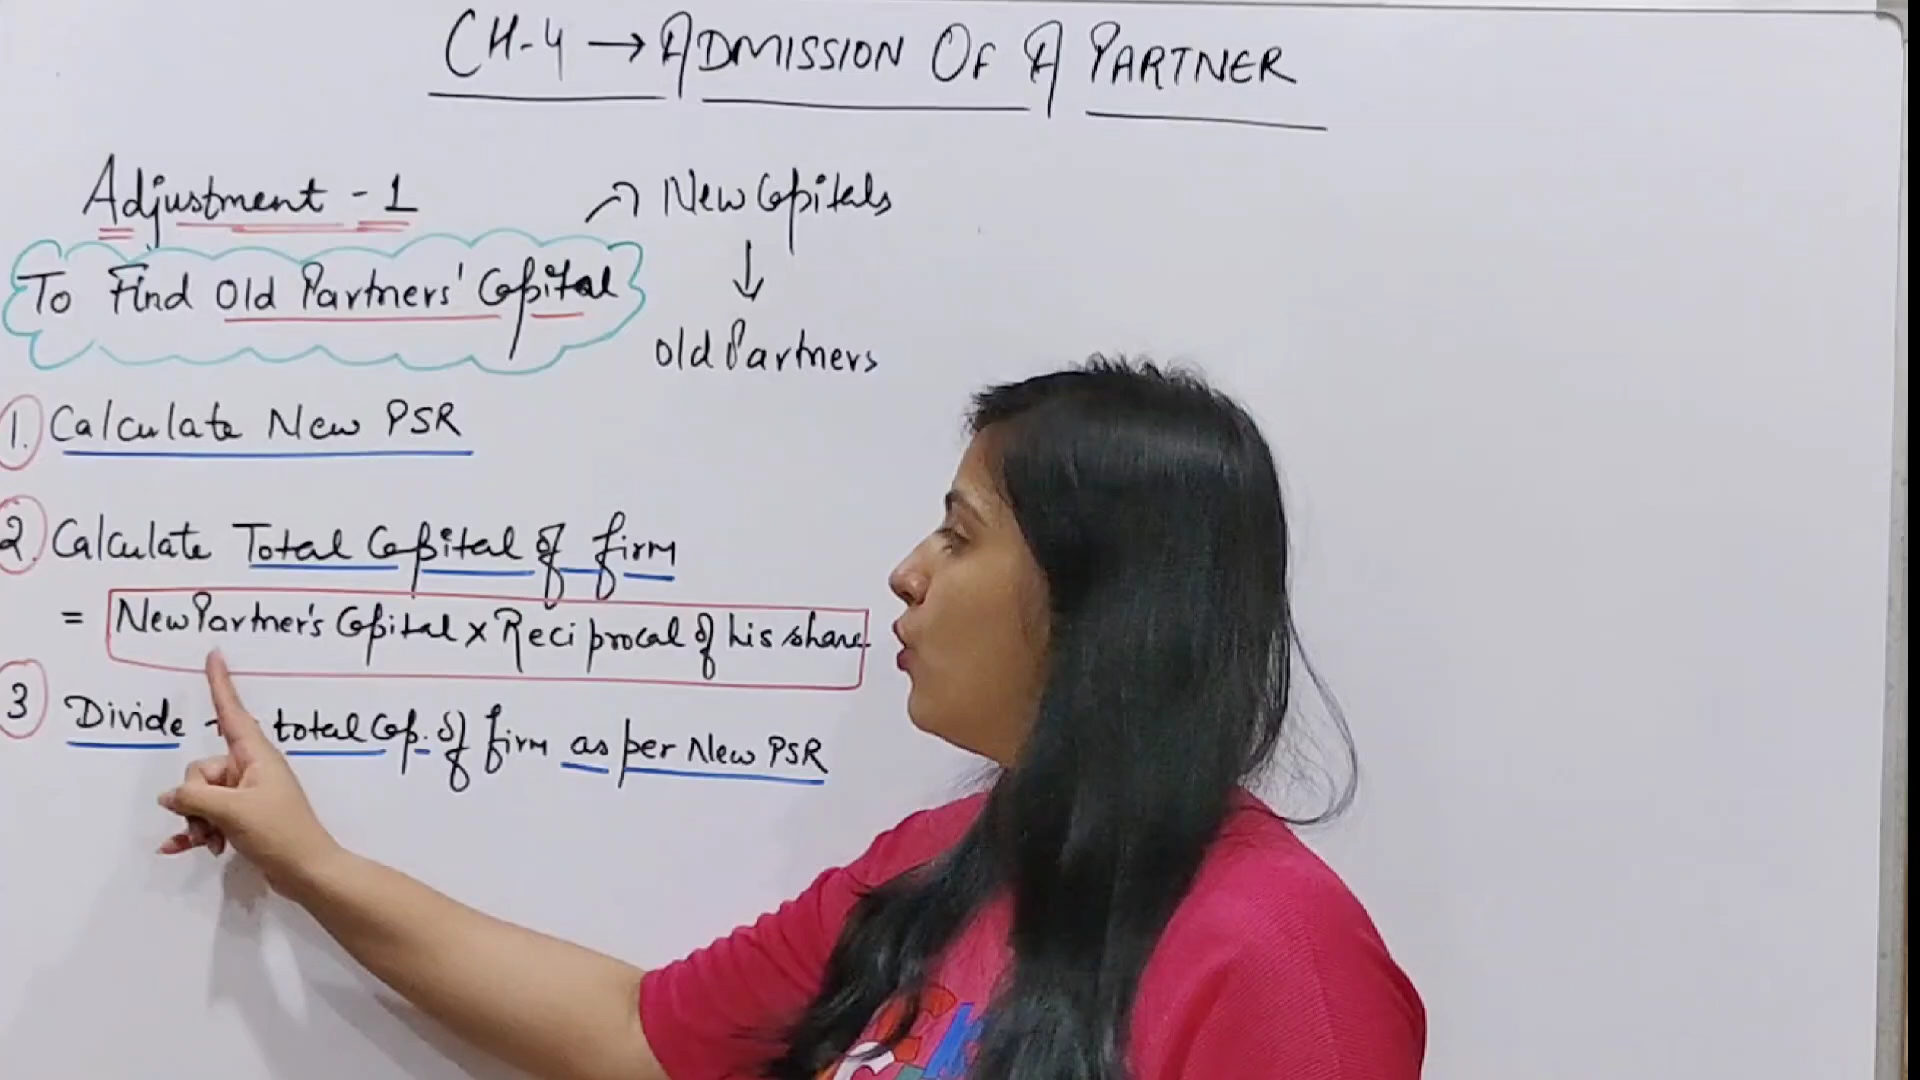 CH-4 → ADMISSION OF A PARTNER
Adjustment - 1
To Find Old Partners' Capital
New Capitals
↓
Old Partners
1. Calculate New PSR
2. Calculate Total Capital of firm
= New Partner's Capital x Reciprocal of his share
3 Divide total Cap. of firm as per New PSR